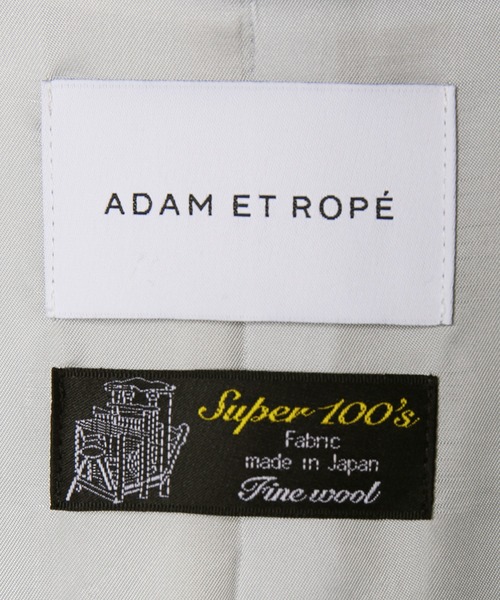 ADAM ET ROPÉ
Super 100's
Fabric
made in Japan
Fine wool